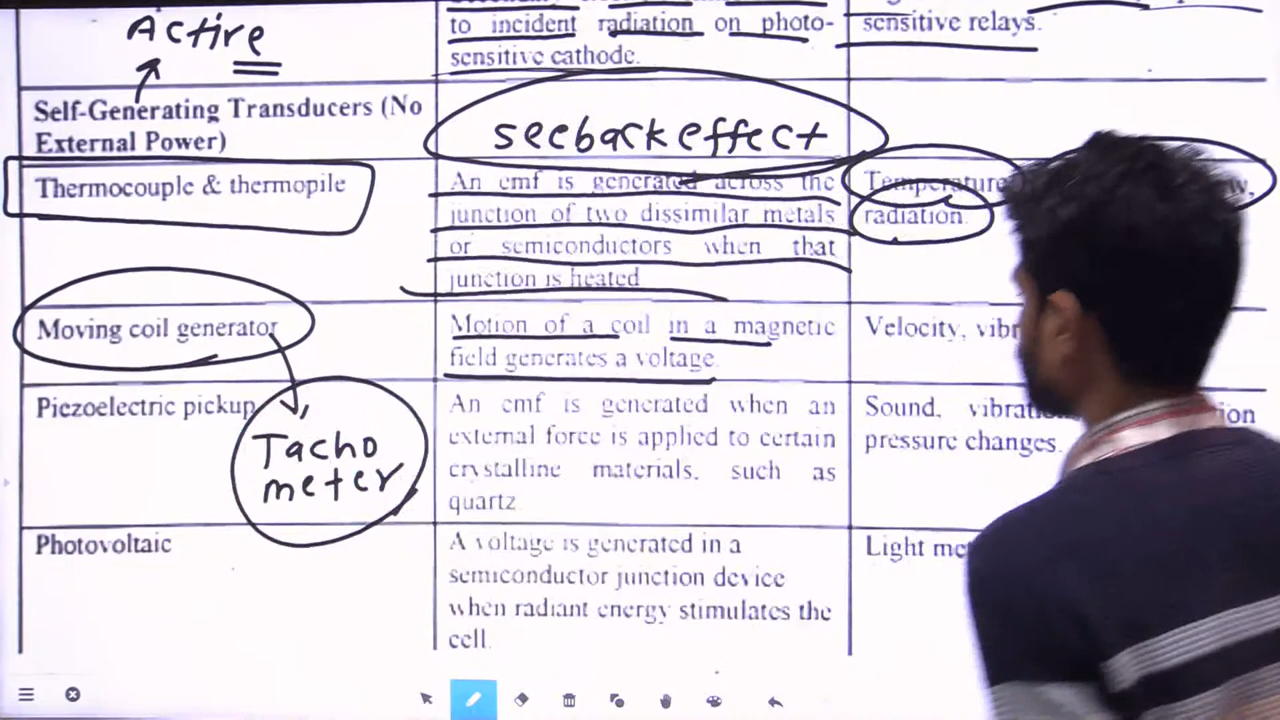 Active
to incident radiation on photo-
sensitive cathode.
sensitive relays.
Self-Generating Transducers (No
External Power)
seeback effect
Thermocouple & thermopile
An emf is generated across the
junction of two dissimilar metals
or semiconductors when that
junction is heated
Temperature
radiation.
Moving coil generator
Motion of a coil in a magnetic
field generates a voltage.
Velocity,
Piezoelectric pickup
Tacho
meter
An emf is generated when an
external force is applied to certain
crystalline materials, such as
quartz
Sound,
pressure changes.
Photovoltaic
A voltage is generated in a
semiconductor junction device
when radiant energy stimulates the
cell.
Light